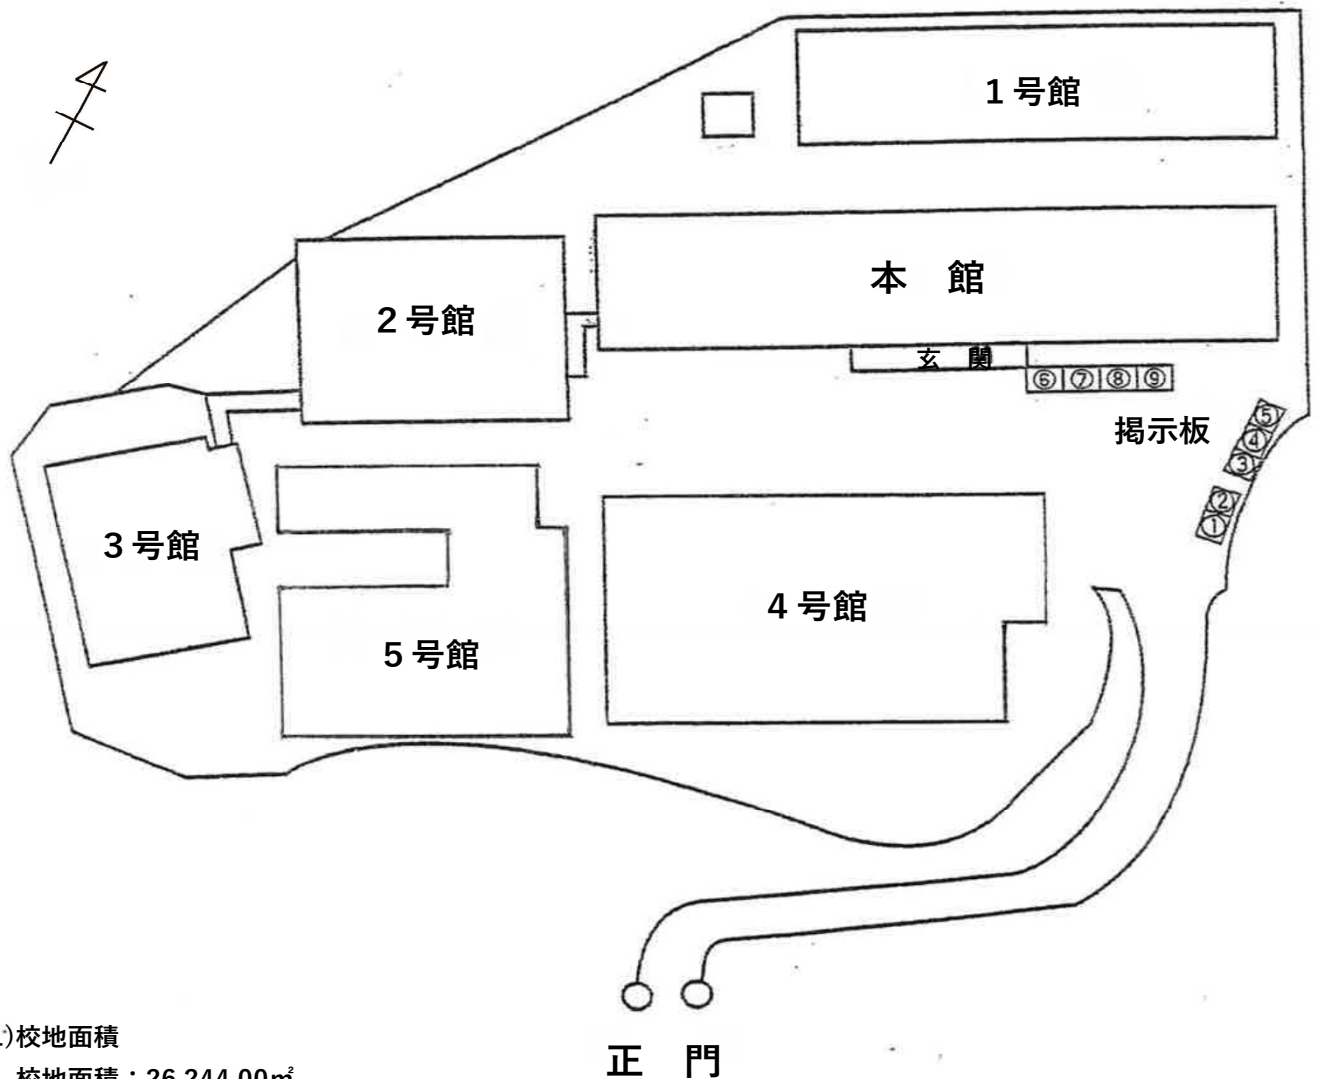 1号館
本 館
2号館
玄 関
⑥⑦⑧⑨
掲示板
⑤
④
③
②
①
3号館
4号館
5号館
正 門
)校地面積
校地面積：26,244.00㎡